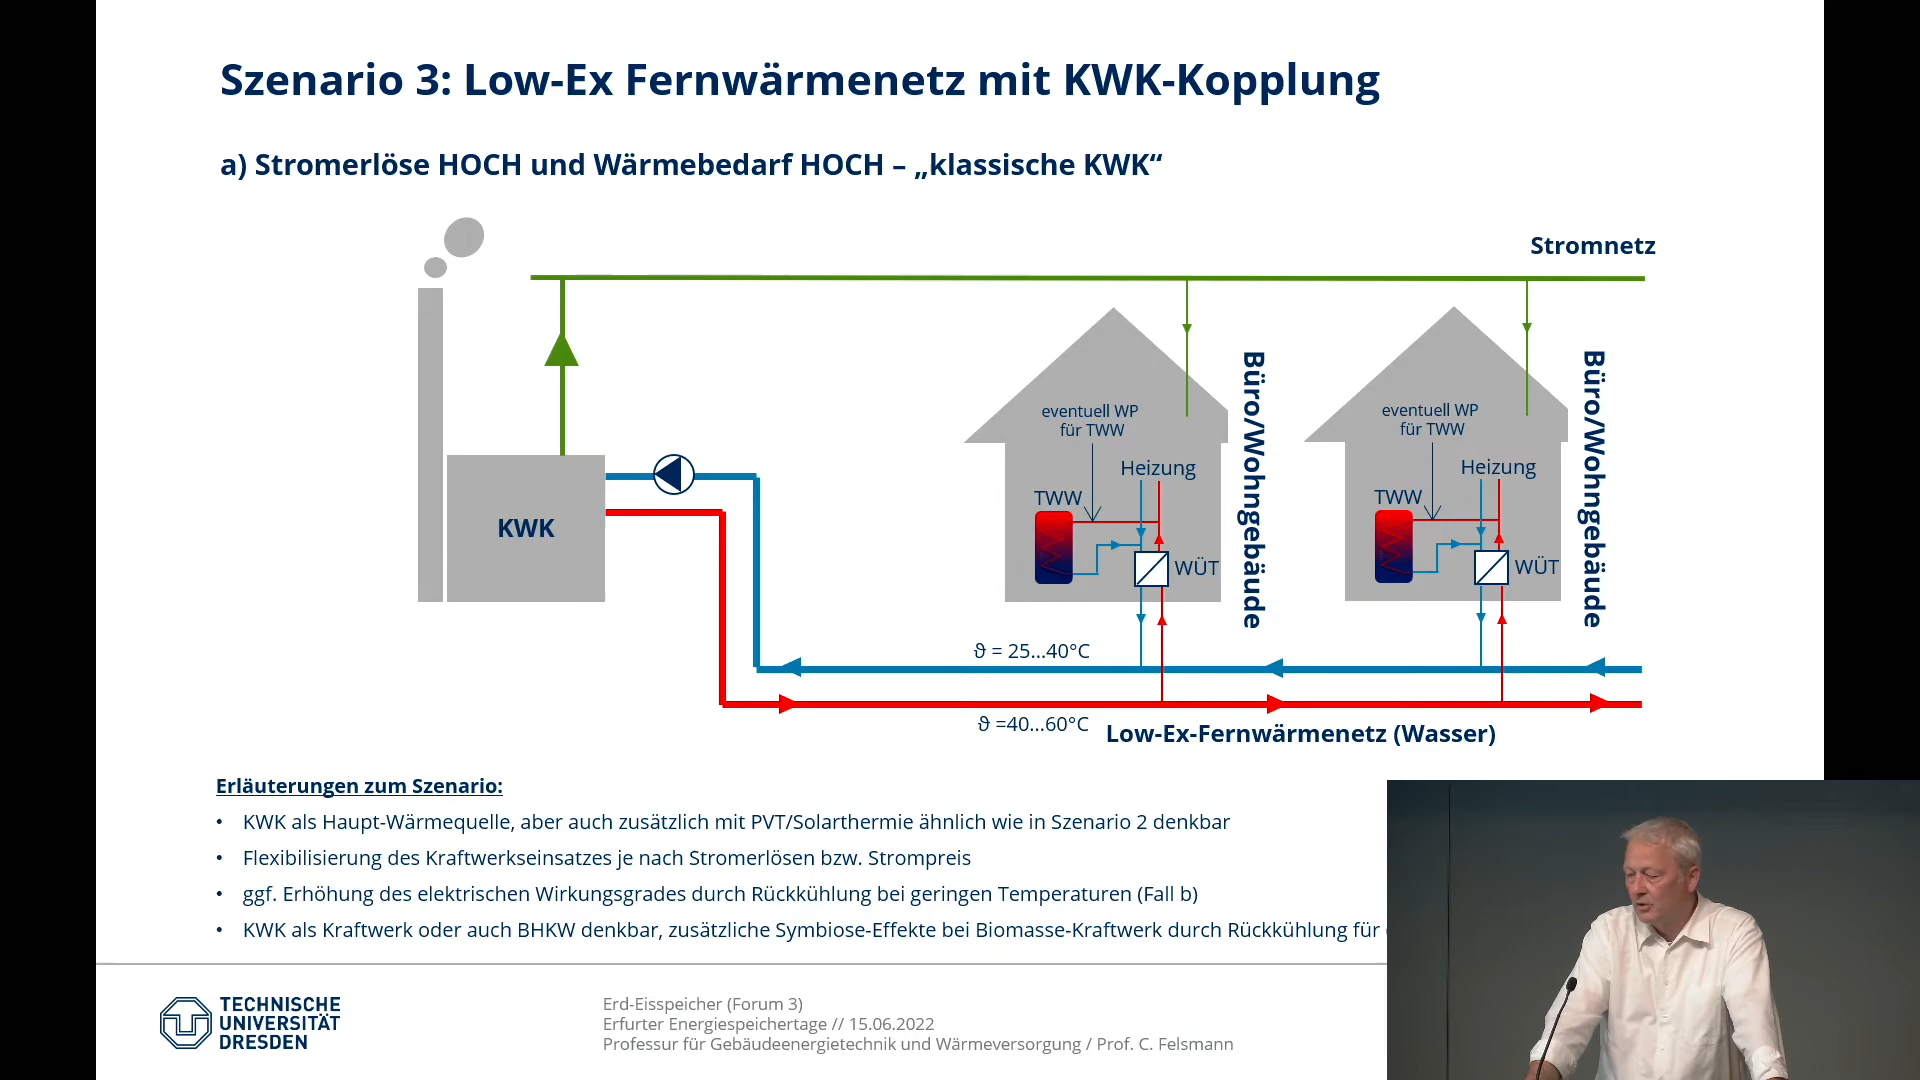 Szenario 3: Low-Ex Fernwärmenetz mit KWK-Kopplung
a) Stromerlöse HOCH und Wärmebedarf HOCH – „klassische KWK“
Stromnetz
eventuell WP
für TWW
Heizung
TWW
WÜT
Büro/Wohngebäude
eventuell WP
für TWW
Heizung
TWW
WÜT
Büro/Wohngebäude
KWK
ϑ = 25...40°C
ϑ =40...60°C
Low-Ex-Fernwärmenetz (Wasser)
Erläuterungen zum Szenario:
• KWK als Haupt-Wärmequelle, aber auch zusätzlich mit PVT/Solarthermie ähnlich wie in Szenario 2 denkbar
• Flexibilisierung des Kraftwerkseinsatzes je nach Stromerlösen bzw. Strompreis
• ggf. Erhöhung des elektrischen Wirkungsgrades durch Rückkühlung bei geringen Temperaturen (Fall b)
• KWK als Kraftwerk oder auch BHKW denkbar, zusätzliche Symbiose-Effekte bei Biomasse-Kraftwerk durch Rückkühlung für
TECHNISCHE
UNIVERSITÄT
DRESDEN
Erd-Eisspeicher (Forum 3)
Erfurter Energiespeichertage // 15.06.2022
Professur für Gebäudeenergietechnik und Wärmeversorgung / Prof. C. Felsmann